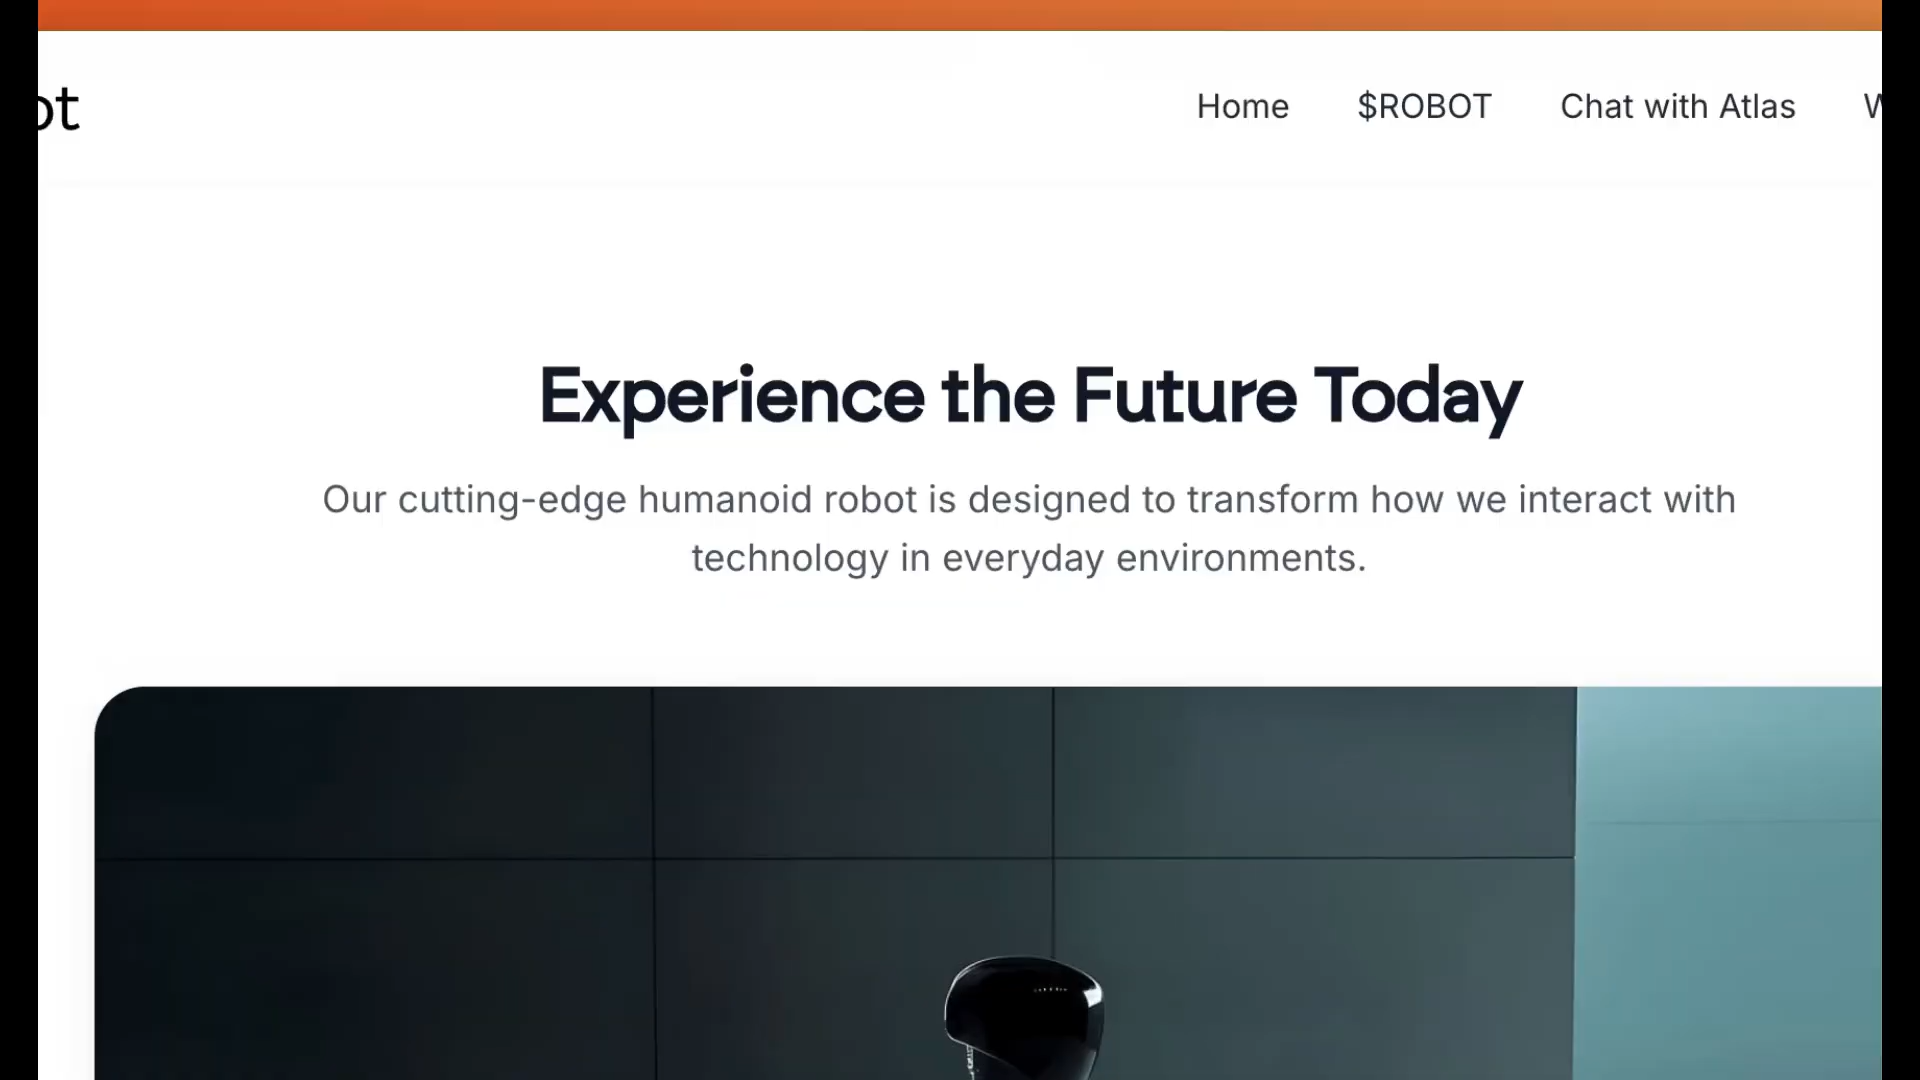 Home $ROBOT Chat with Atlas
Experience the Future Today
Our cutting-edge humanoid robot is designed to transform how we interact with
technology in everyday environments.